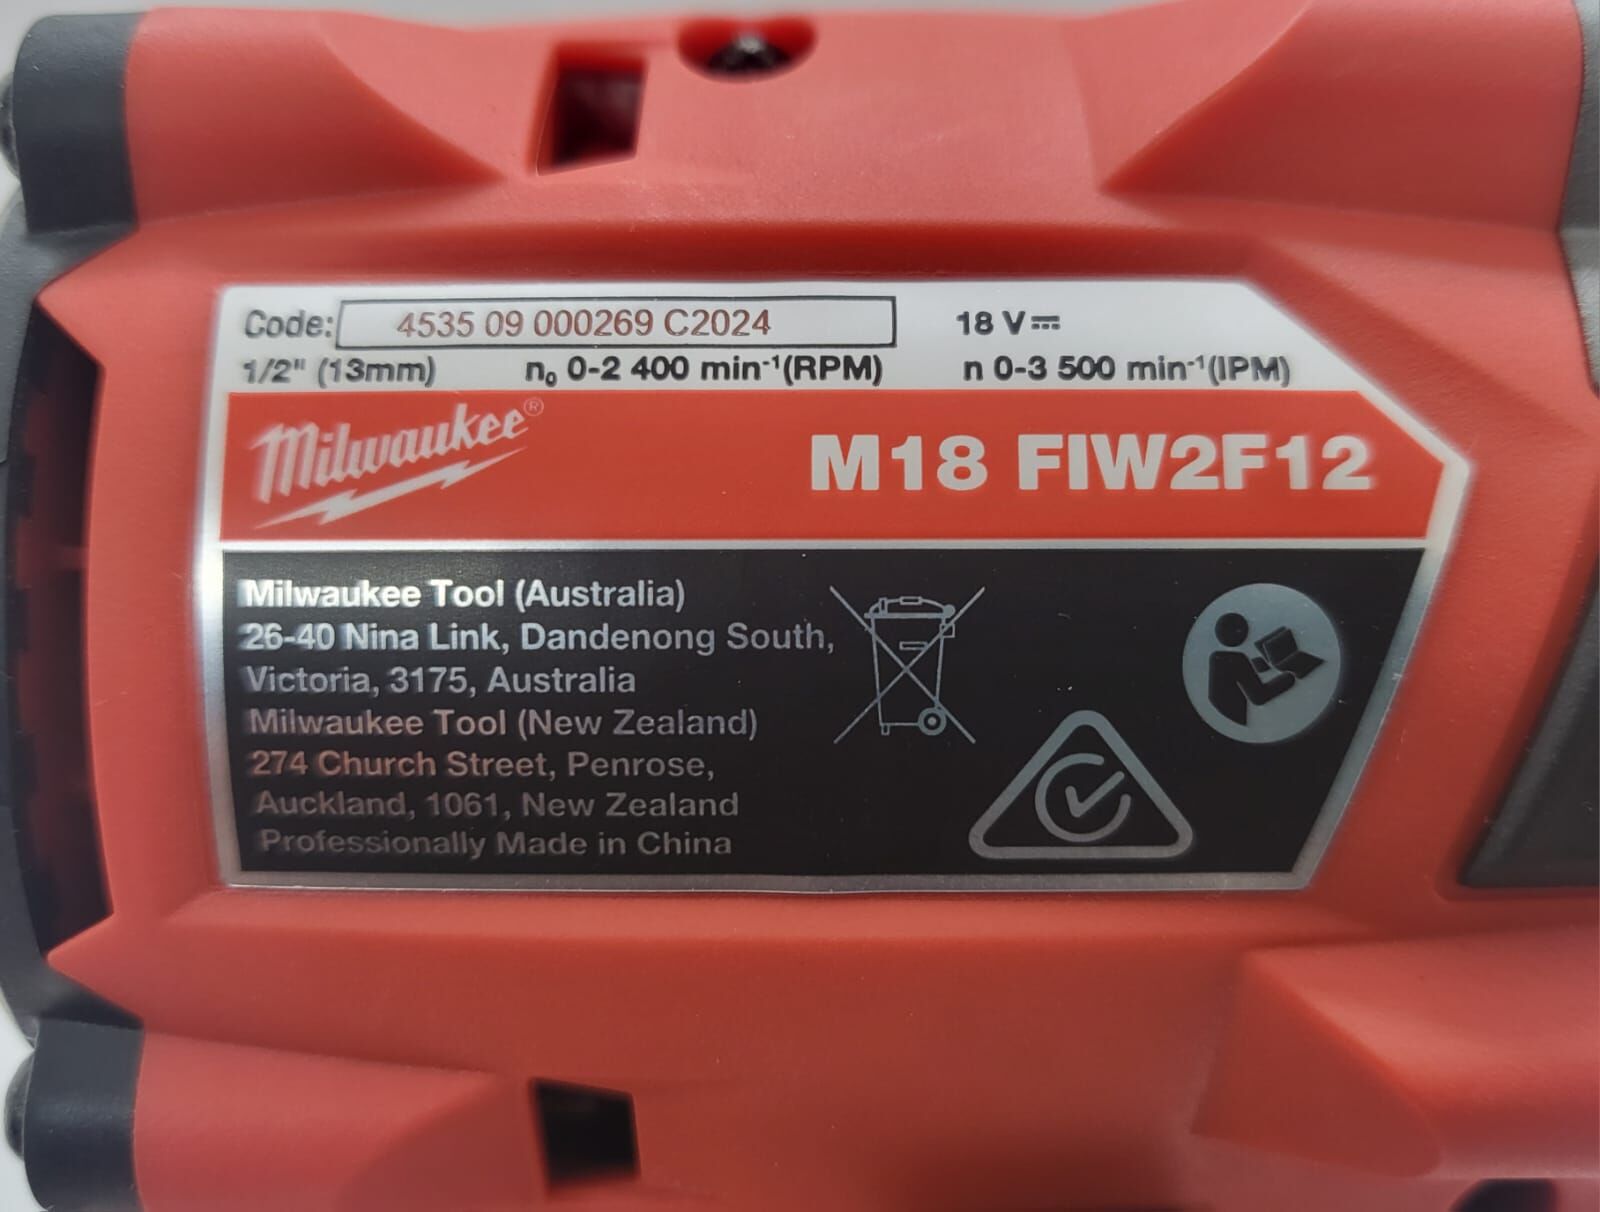 Code: 4535 09 000269 C2024 18 V⎓
1/2" (13mm) n₀ 0-2 400 min⁻¹(RPM) n 0-3 500 min⁻¹(IPM)
Milwaukee® M18 FIW2F12
Milwaukee Tool (Australia)
26-40 Nina Link, Dandenong South,
Victoria, 3175, Australia
Milwaukee Tool (New Zealand)
274 Church Street, Penrose,
Auckland, 1061, New Zealand
Professionally Made in China